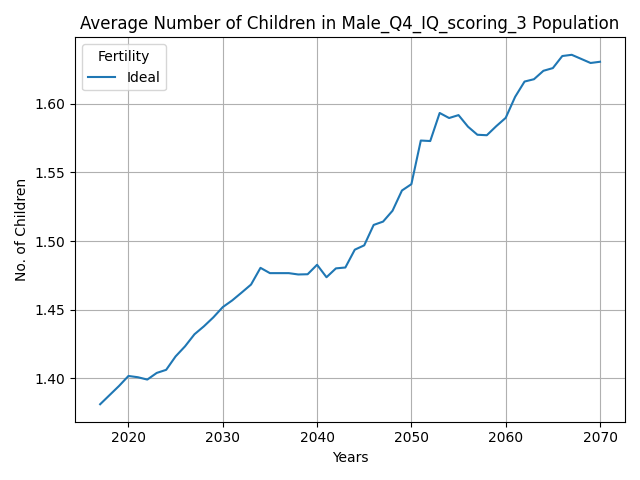 Average Number of Children in Male_Q4_IQ_scoring_3 Population
Fertility
Ideal
No. of Children
1.60
1.55
1.50
1.45
1.40
2020 2030 2040 2050 2060 2070
Years